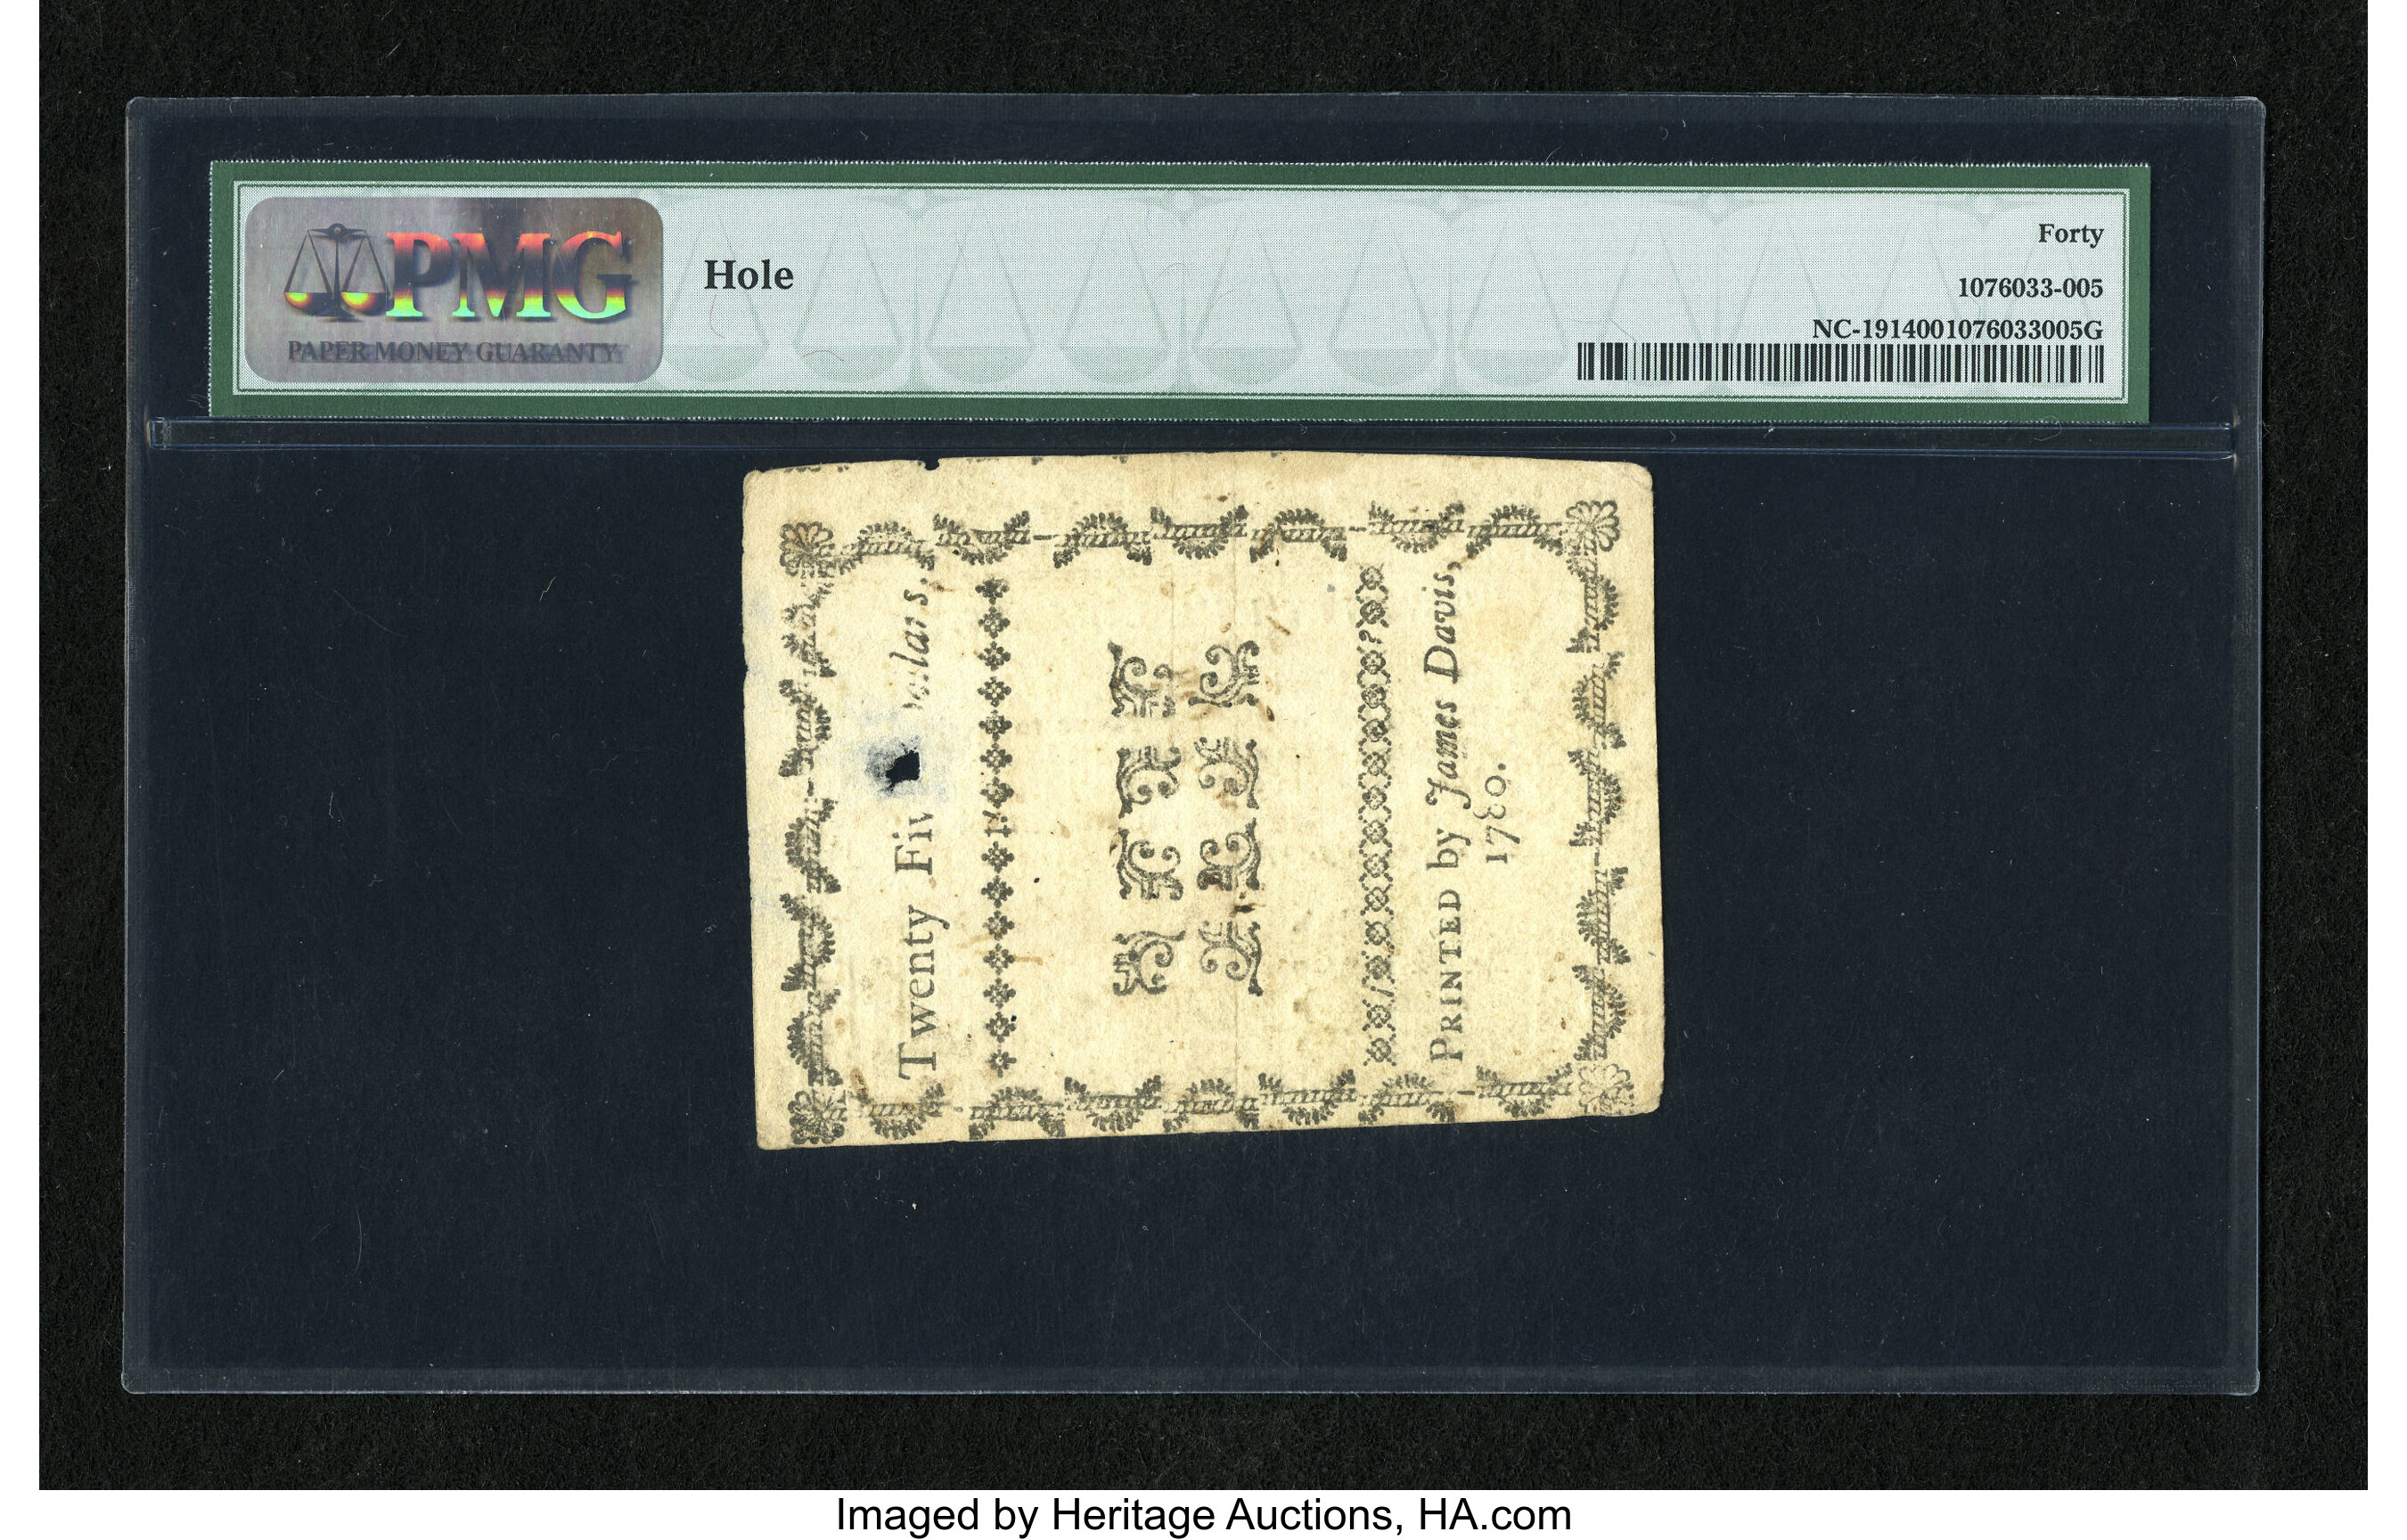 PMG
PAPER MONEY GUARANTY
Hole
Forty
1076033-005
NC-1914001076033005G
Twenty Fiv
PRINTED by James Davis,
1780.
Imaged by Heritage Auctions, HA.com